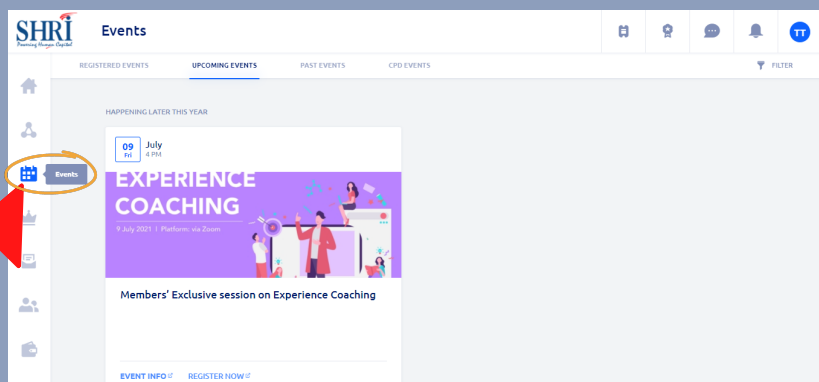 SHRI
Powering Human Capital
Events
TT
REGISTERED EVENTS
UPCOMING EVENTS
PAST EVENTS
CPD EVENTS
FILTER
HAPPENING LATER THIS YEAR
09
Fri
July
4 PM
Events
EXPERIENCE
COACHING
9 July 2021 | Platform: via Zoom
Members' Exclusive session on Experience Coaching
EVENT INFO
REGISTER NOW